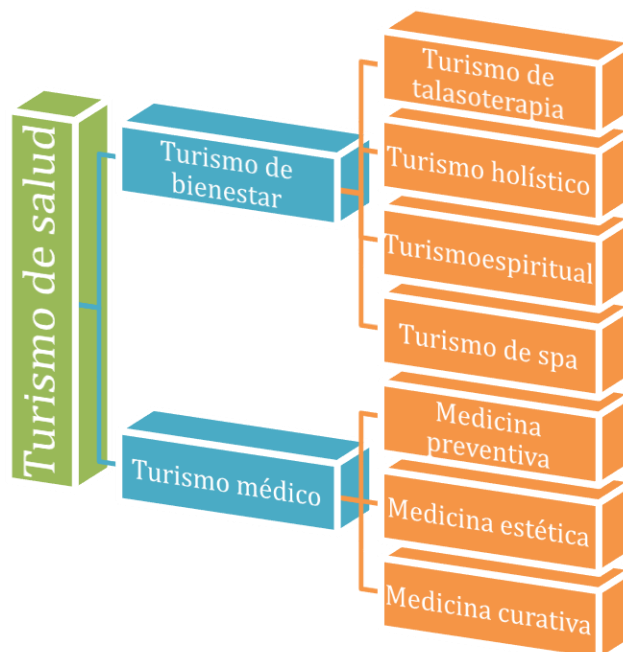 Turismo de salud
Turismo de
bienestar
Turismo de
talasoterapia
Turismo holístico
Turismoespiritual
Turismo de spa
Turismo médico
Medicina
preventiva
Medicina estética
Medicina curativa